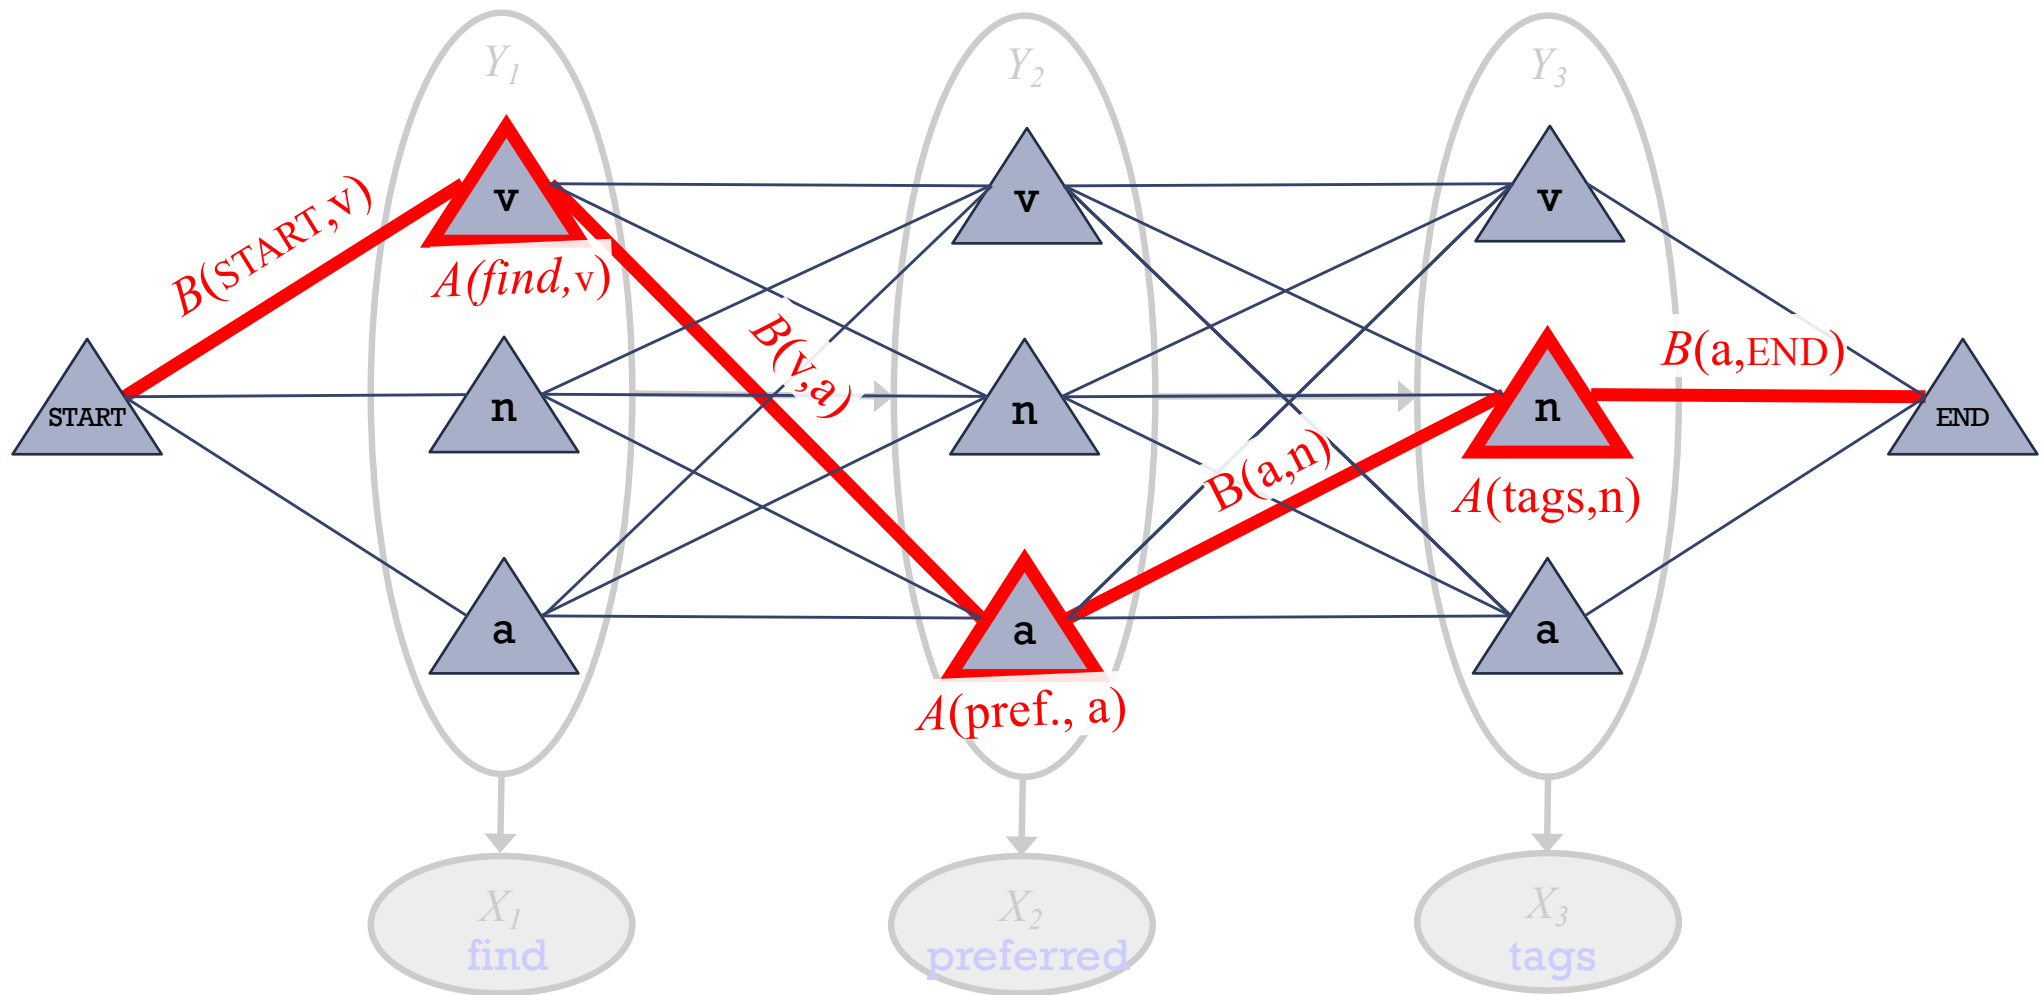 Y1 Y2 Y3
v v v
B(START,v)
A(find,v)
B(v,a)
B(a,END)
START n n n END
B(a,n)
A(tags,n)
a a a
A(pref., a)
X1 X2 X3
find preferred tags